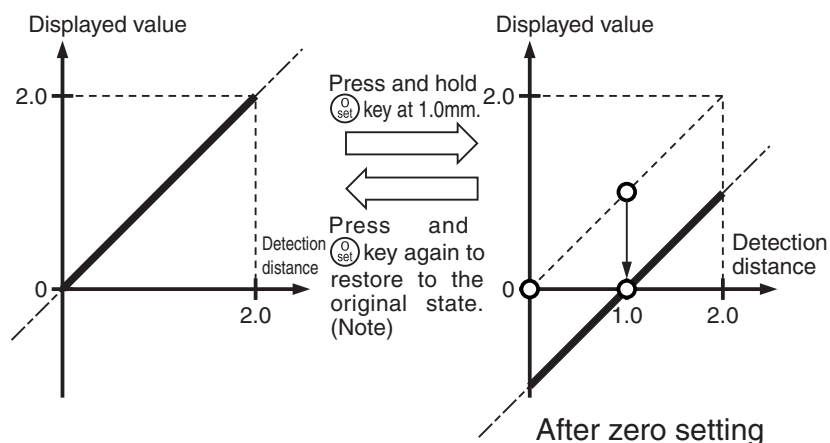 Displayed value
2.0
0
2.0
Detection
distance
Press and hold
0 set key at 1.0mm.
Press and
0 set key again to
restore to the
original state.
(Note)
Displayed value
2.0
0
1.0
2.0
Detection
distance
After zero setting